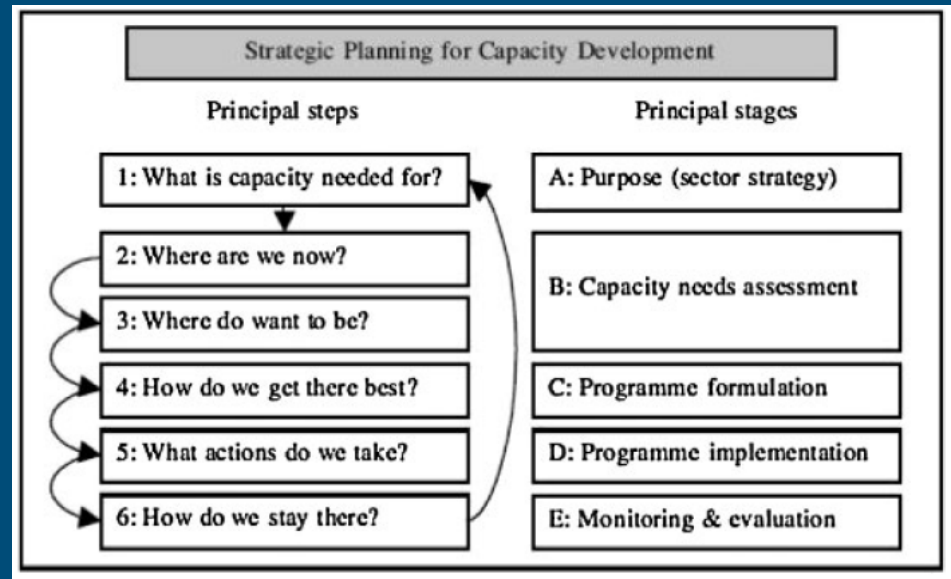 Strategic Planning for Capacity Development
Principal steps
1: What is capacity needed for?
2: Where are we now?
3: Where do want to be?
4: How do we get there best?
5: What actions do we take?
6: How do we stay there?
Principal stages
A: Purpose (sector strategy)
B: Capacity needs assessment
C: Programme formulation
D: Programme implementation
E: Monitoring & evaluation